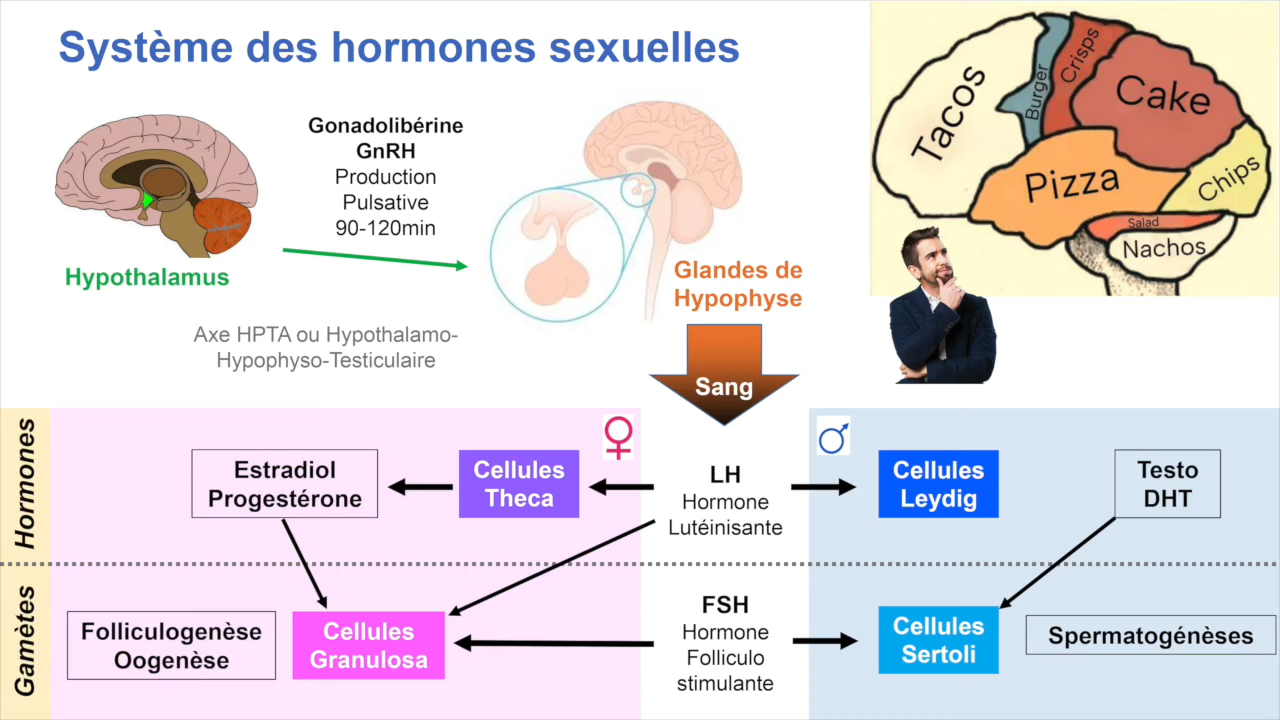 Système des hormones sexuelles
Gonadolibérine
GnRH
Production
Pulsative
90-120min
Hypothalamus
Glandes de
Hypophyse
Axe HPTA ou Hypothalamo-
Hypophyso-Testiculaire
Sang
Tacos
Burger
Crisps
Cake
Pizza
Chips
Salad
Nachos
Hormones
Estradiol
Progestérone
Cellules
Theca
LH
Hormone
Lutéinisante
Cellules
Leydig
Testo
DHT
Gamètes
Folliculogenèse
Oogenèse
Cellules
Granulosa
FSH
Hormone
Folliculo
stimulante
Cellules
Sertoli
Spermatogénèses